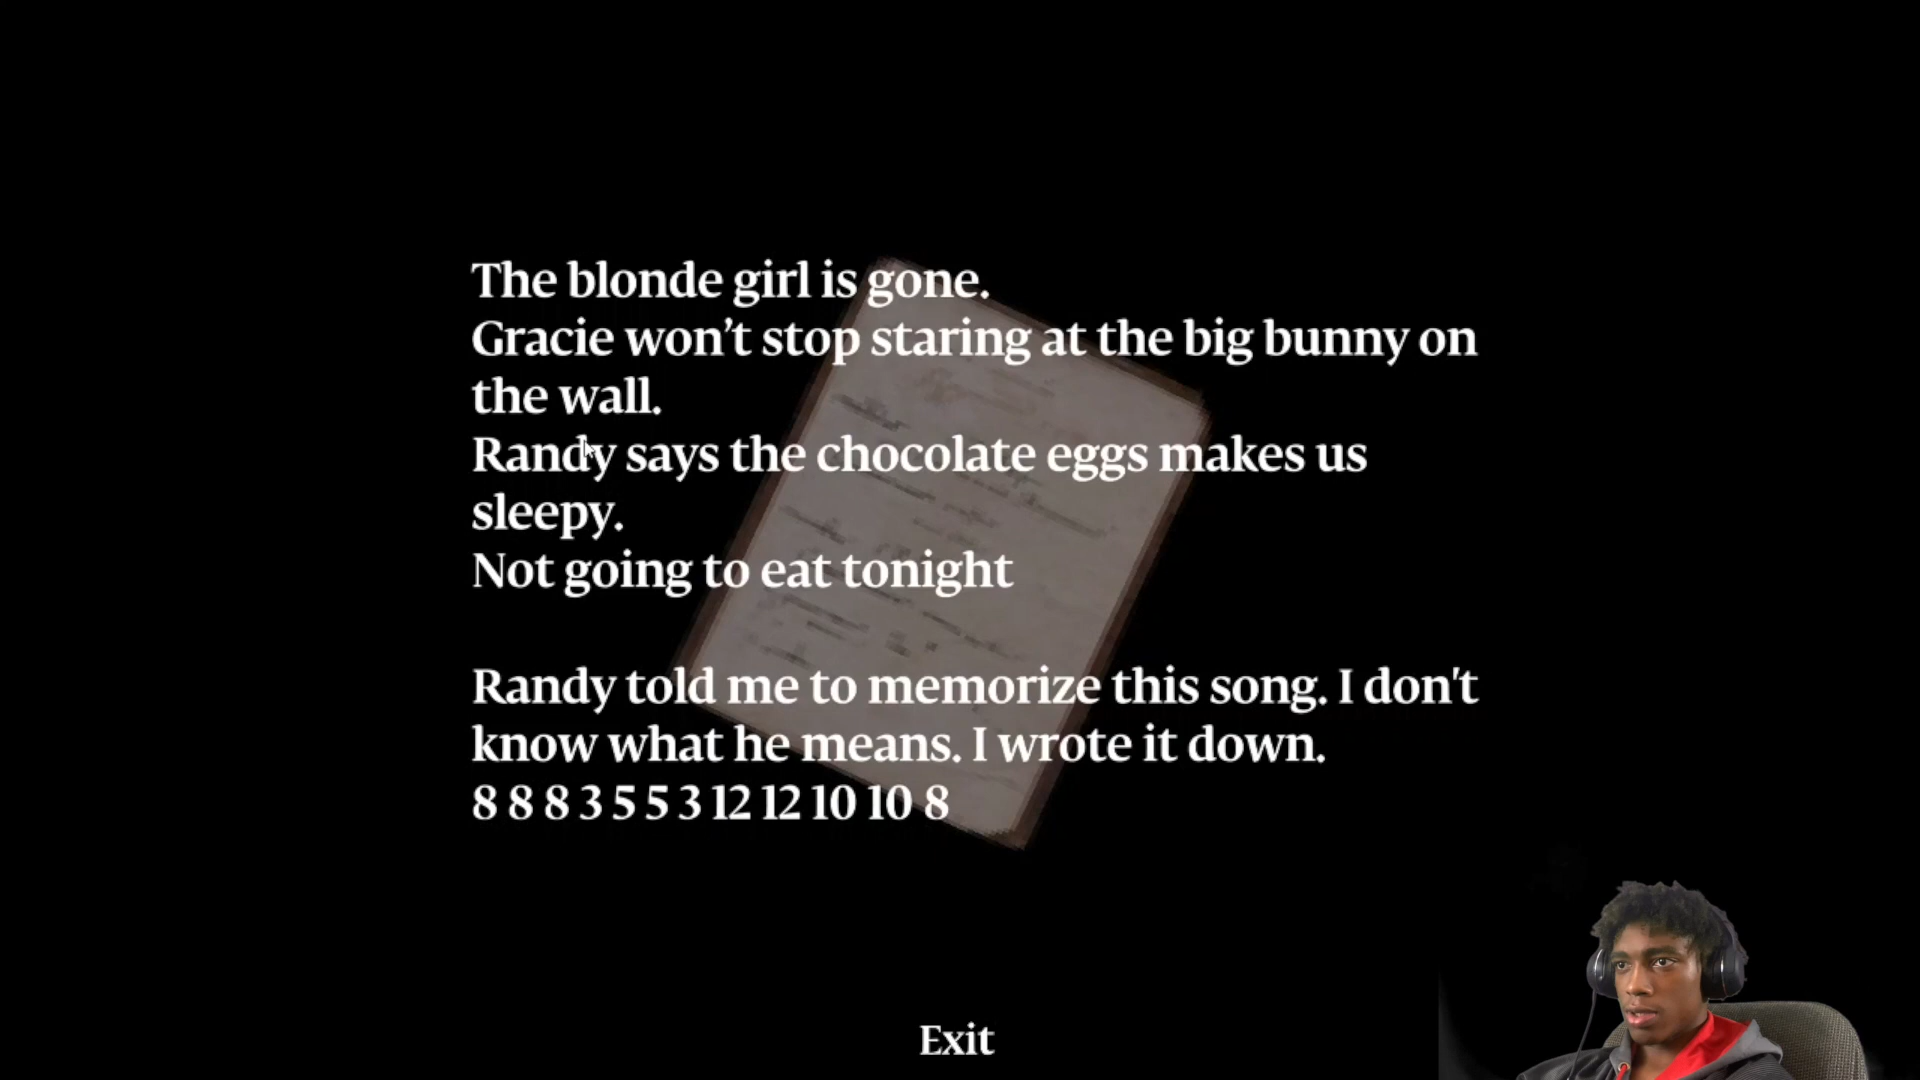 The blonde girl is gone.
Gracie won’t stop staring at the big bunny on
the wall.
Randy says the chocolate eggs makes us
sleepy.
Not going to eat tonight
Randy told me to memorize this song. I don't
know what he means. I wrote it down.
8 8 8 3 5 5 3 12 12 10 10 8
Exit